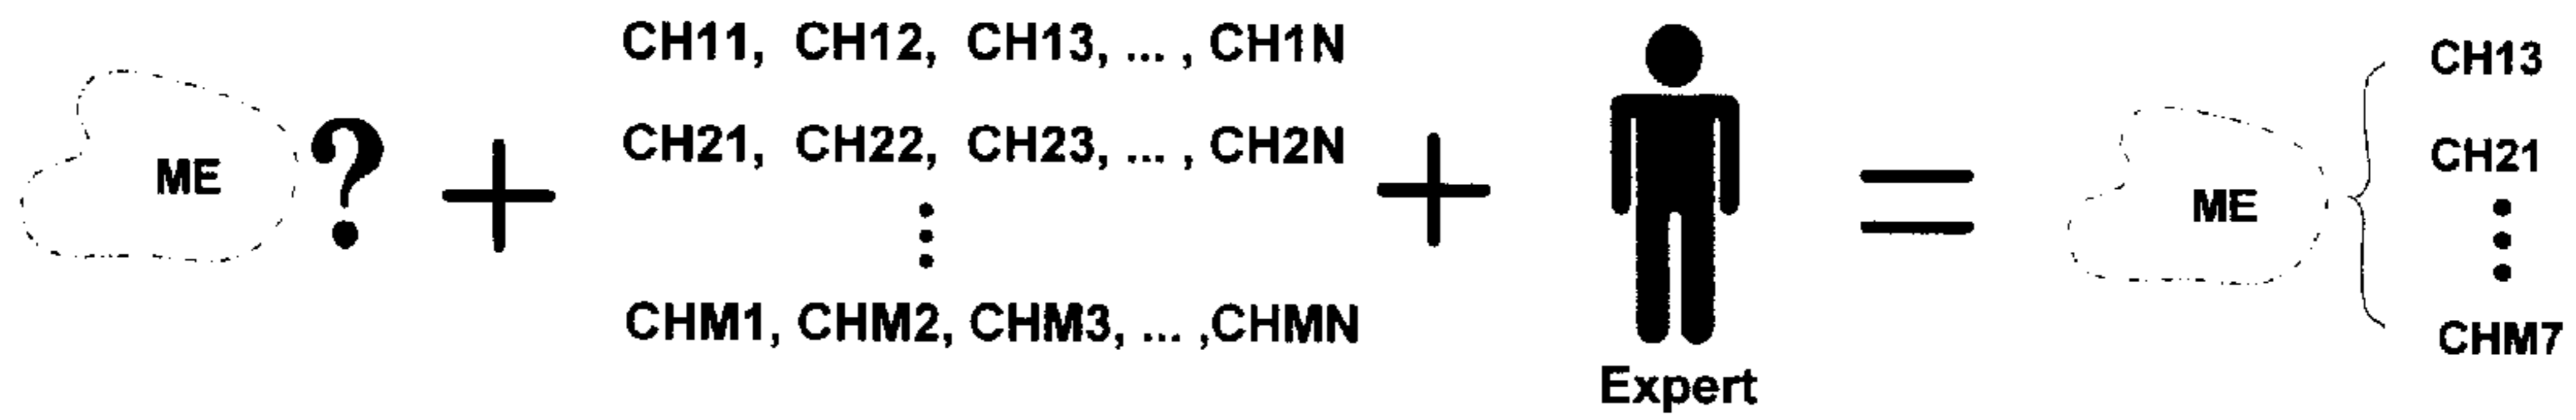 ME ?
+
CH11, CH12, CH13, ... , CH1N
CH21, CH22, CH23, ... , CH2N
⋮
CHM1, CHM2, CHM3, ... ,CHMN
+
Expert
=
ME
CH13
CH21
⋮
CHM7